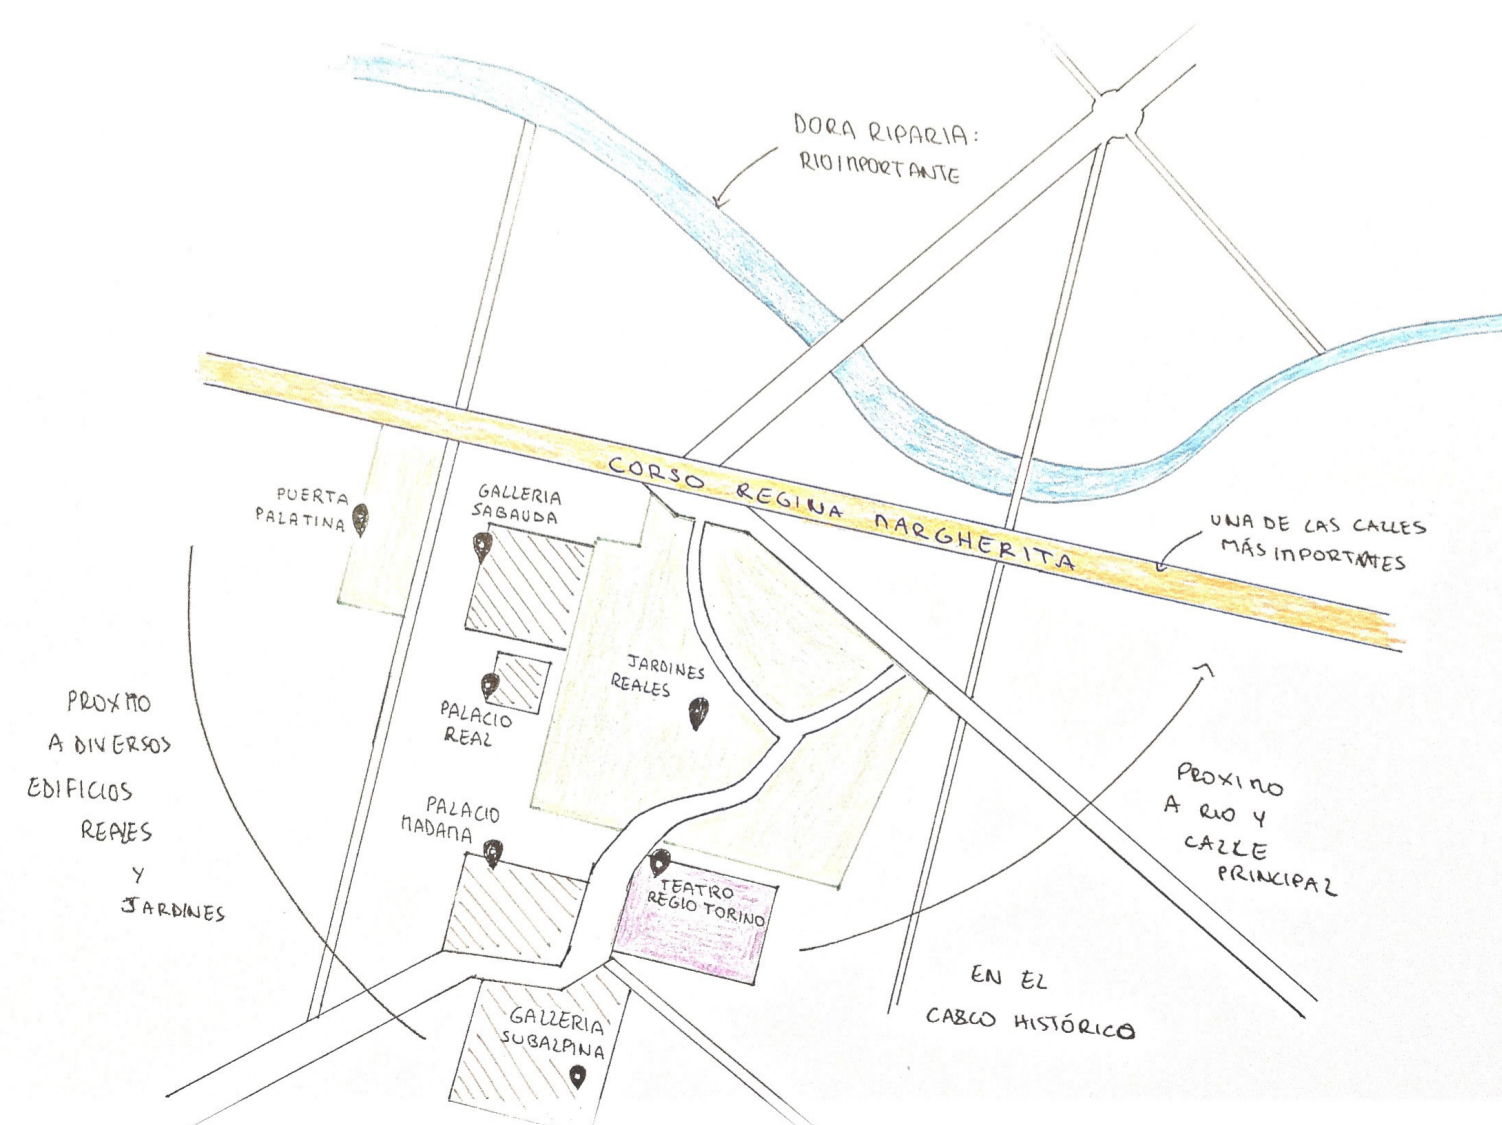 DORA RIPARIA:
RIO IMPORTANTE
CORSO REGINA MARGHERITA
PUERTA
PALATINA
GALLERIA
SABAUDA
UNA DE LAS CALLES
MÁS IMPORTANTES
JARDINES
REALES
PALACIO
REAL
PROXIMO
A DIVERSOS
EDIFICIOS
REALES
Y
JARDINES
PALACIO
MADAMA
TEATRO
REGIO TORINO
PROXIMO
A RIO Y
CALLE
PRINCIPAL
EN EL
CASCO HISTÓRICO
GALLERIA
SUBALPINA